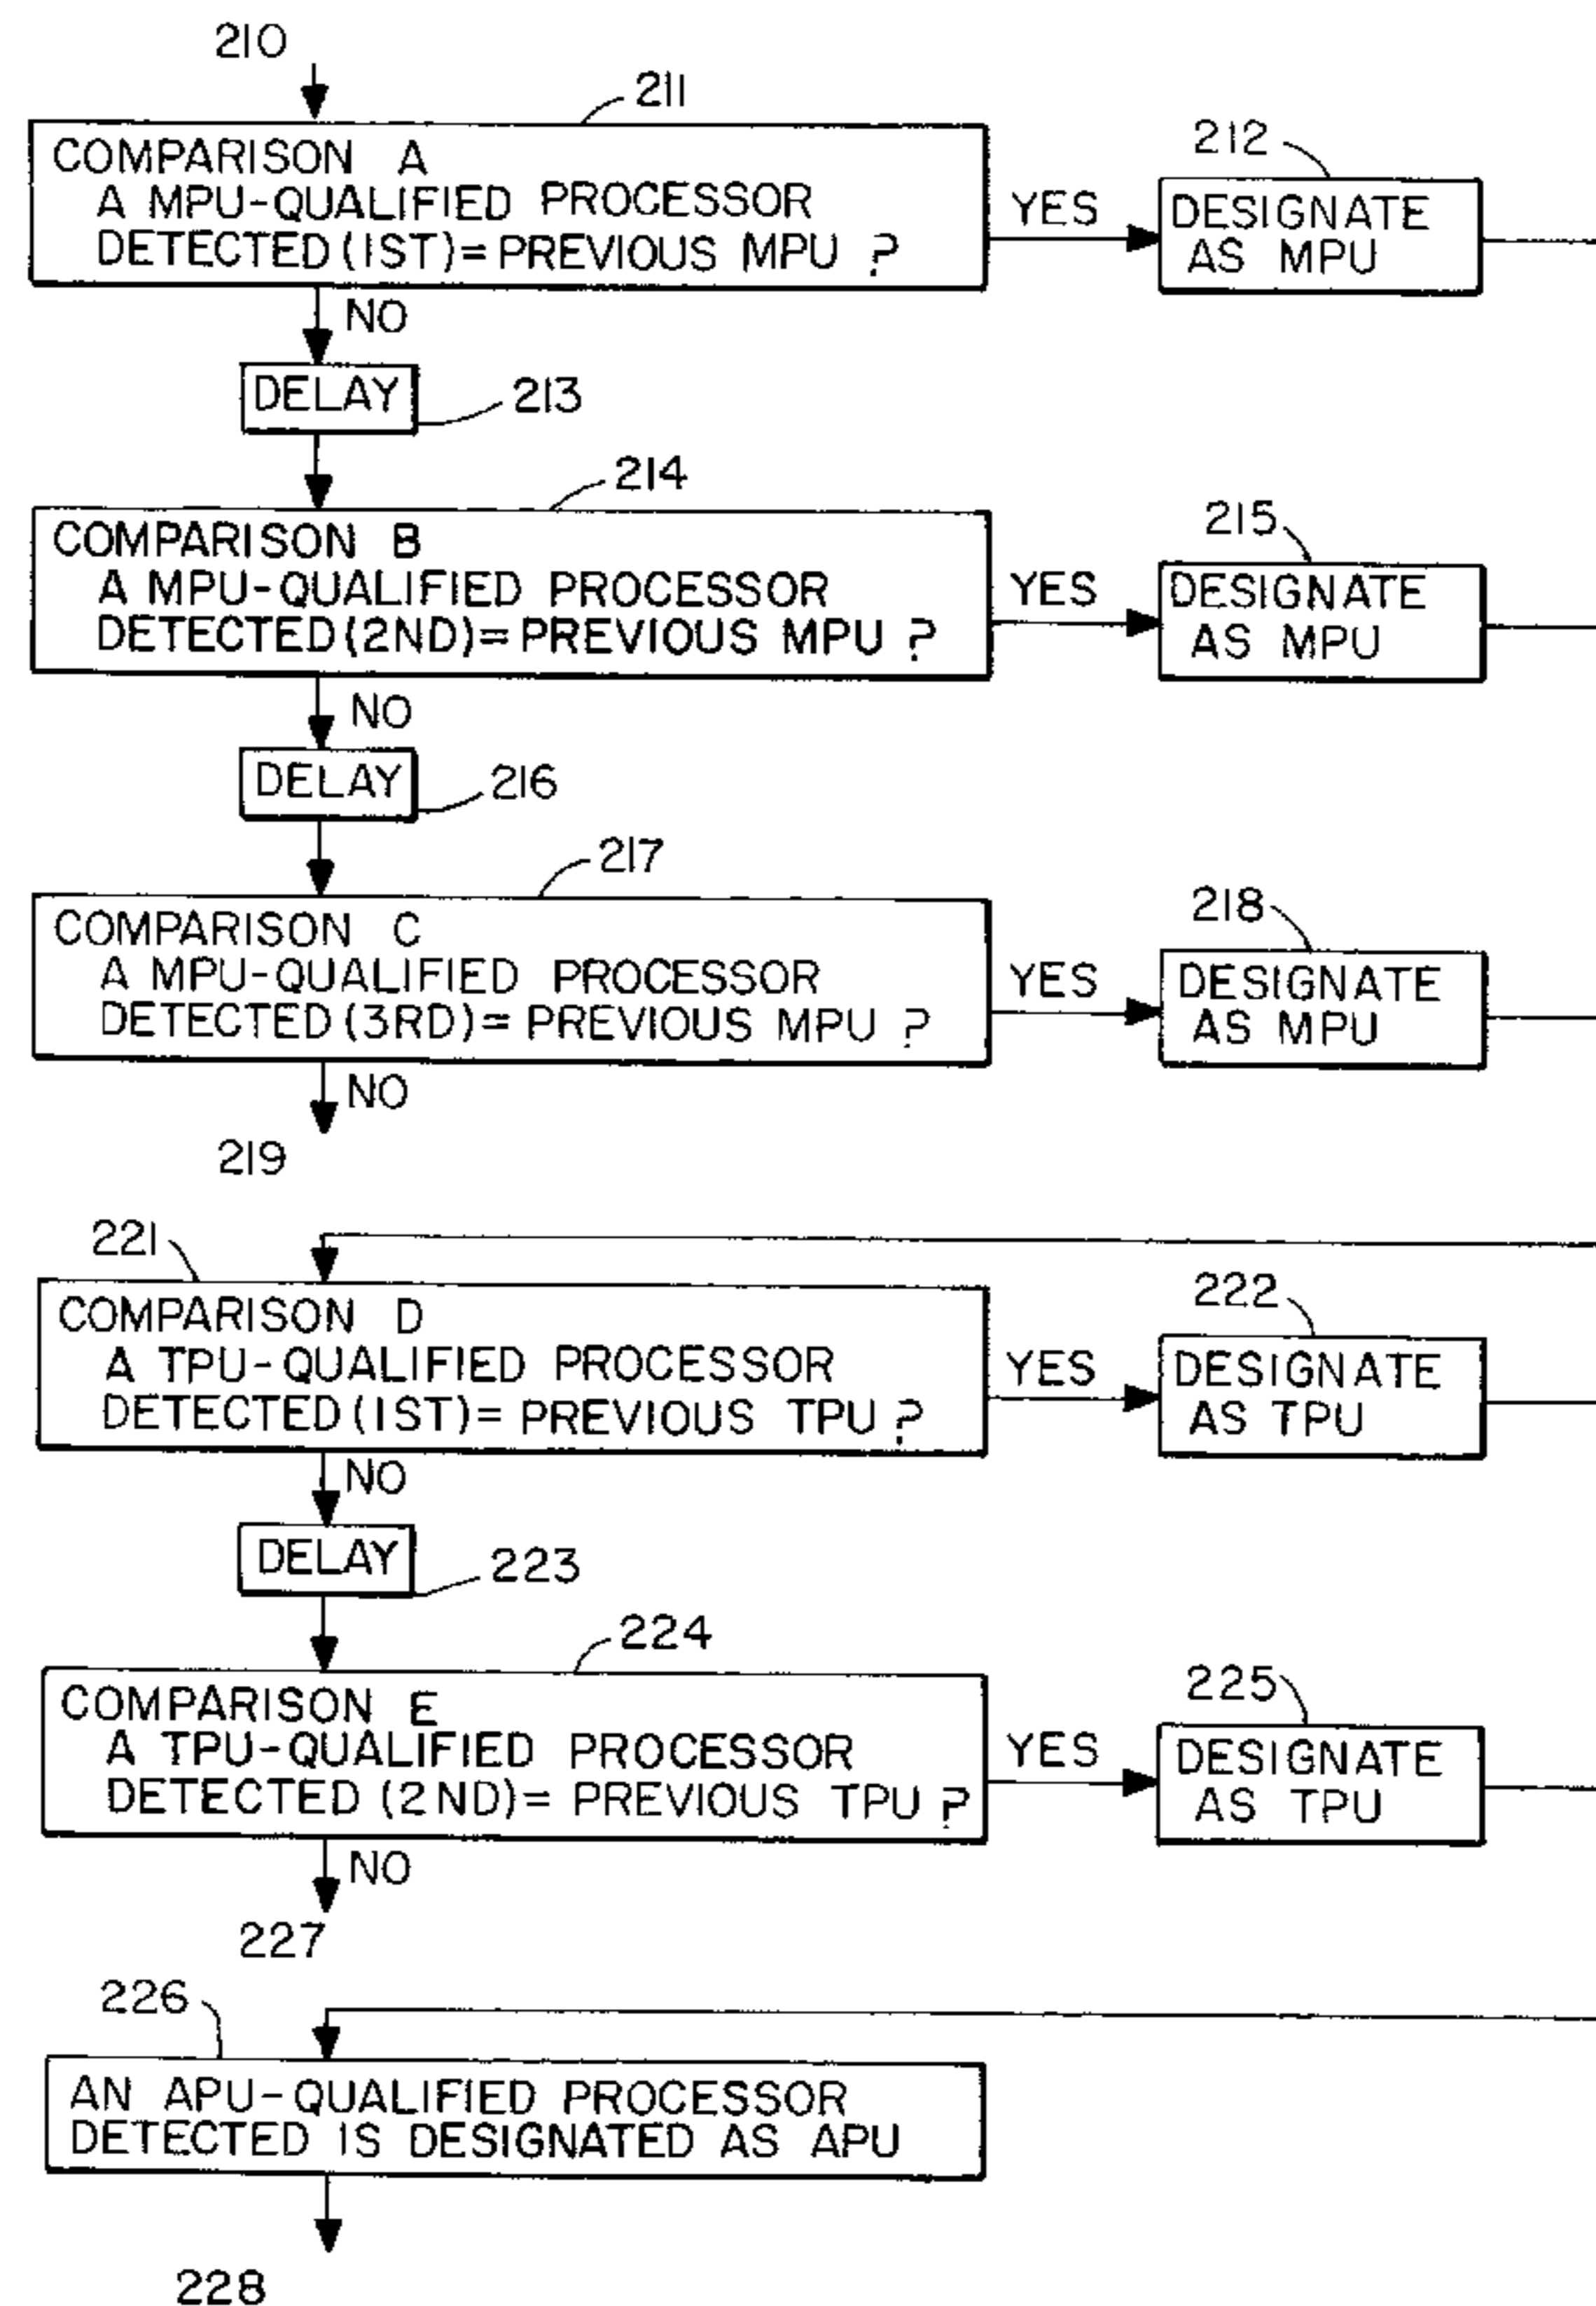 210
211
COMPARISON A
A MPU-QUALIFIED PROCESSOR
DETECTED(1ST)=PREVIOUS MPU ?
YES
212
DESIGNATE
AS MPU
NO
DELAY
213
214
COMPARISON B
A MPU-QUALIFIED PROCESSOR
DETECTED(2ND)=PREVIOUS MPU ?
YES
215
DESIGNATE
AS MPU
NO
DELAY
216
217
COMPARISON C
A MPU-QUALIFIED PROCESSOR
DETECTED(3RD)=PREVIOUS MPU ?
YES
218
DESIGNATE
AS MPU
NO
219
221
COMPARISON D
A TPU-QUALIFIED PROCESSOR
DETECTED(1ST)=PREVIOUS TPU ?
YES
222
DESIGNATE
AS TPU
NO
DELAY
223
224
COMPARISON E
A TPU-QUALIFIED PROCESSOR
DETECTED (2ND)=PREVIOUS TPU ?
YES
225
DESIGNATE
AS TPU
NO
227
226
AN APU-QUALIFIED PROCESSOR
DETECTED IS DESIGNATED AS APU
228